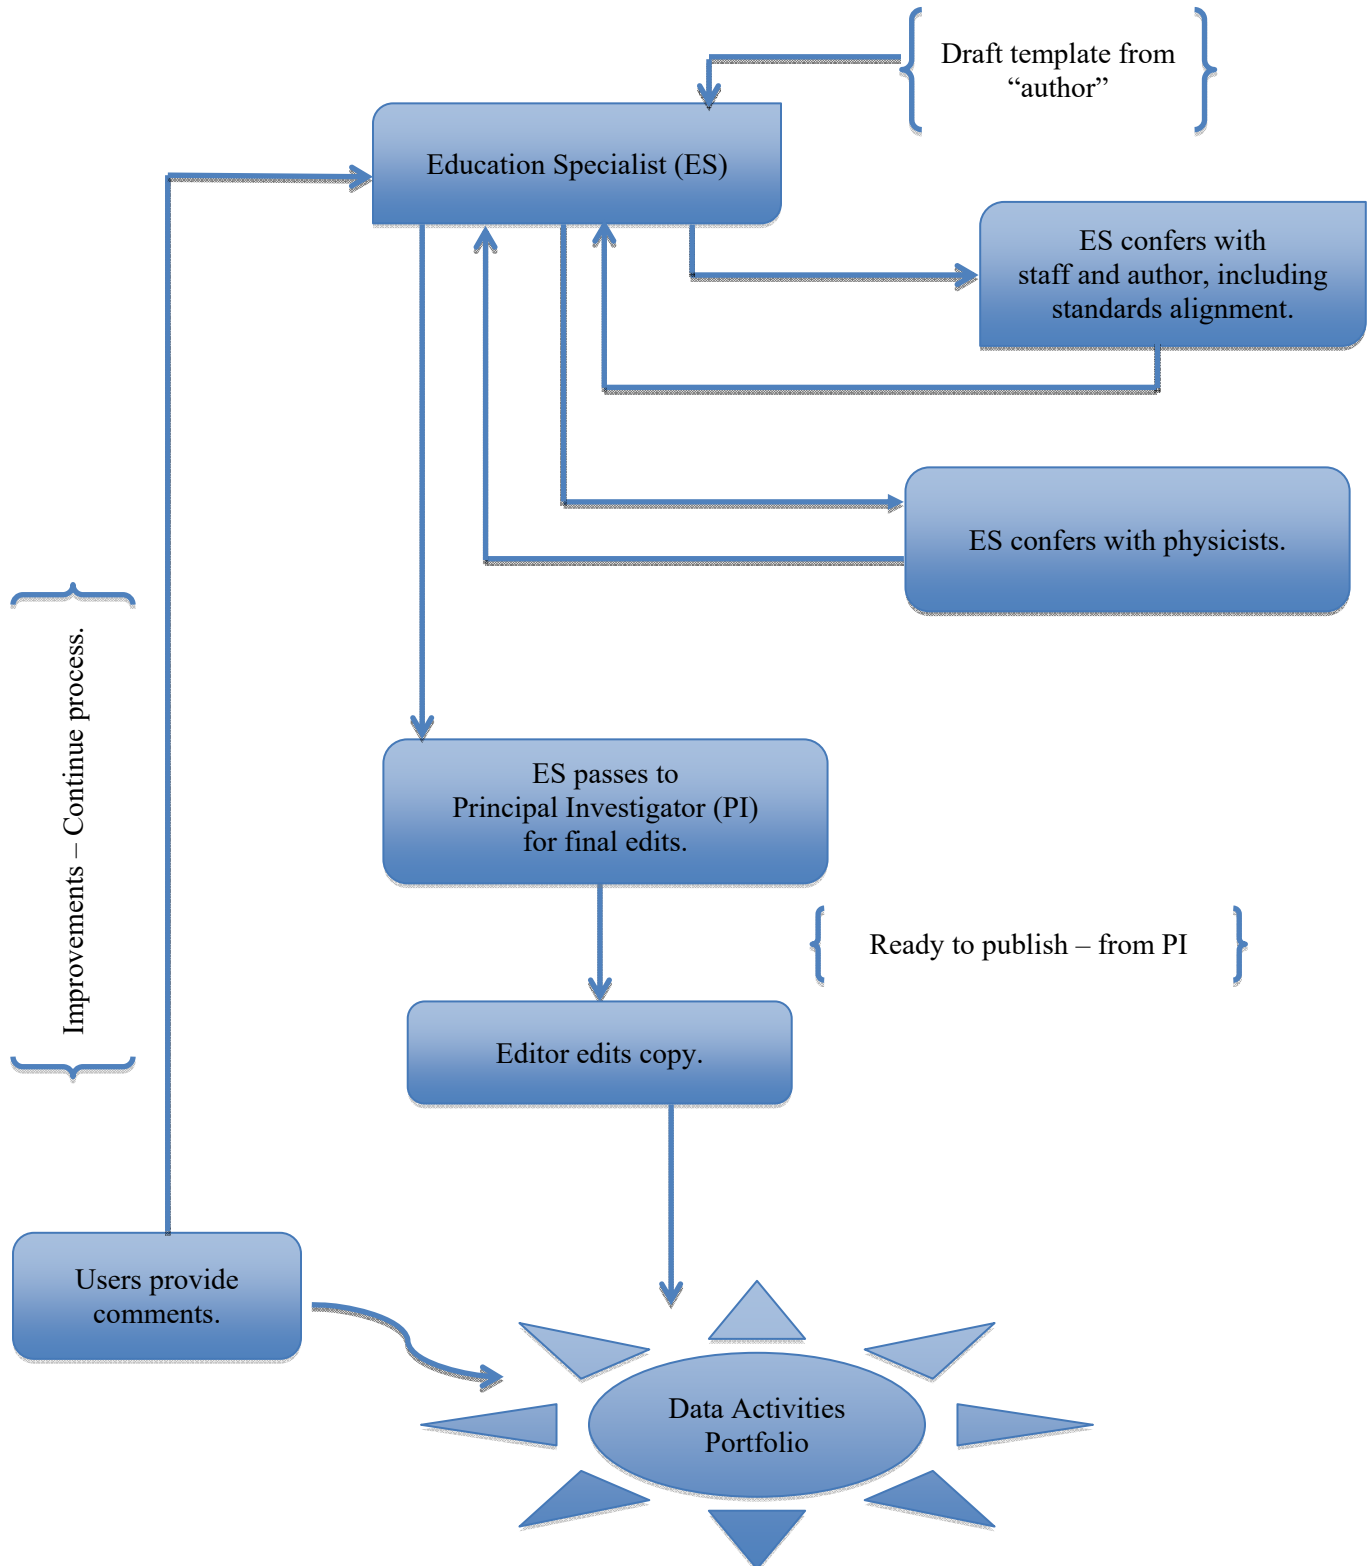 Draft template from
“author”
Education Specialist (ES)
ES confers with
staff and author, including
standards alignment.
ES confers with physicists.
Improvements – Continue process.
ES passes to
Principal Investigator (PI)
for final edits.
Ready to publish – from PI
Editor edits copy.
Users provide
comments.
Data Activities
Portfolio